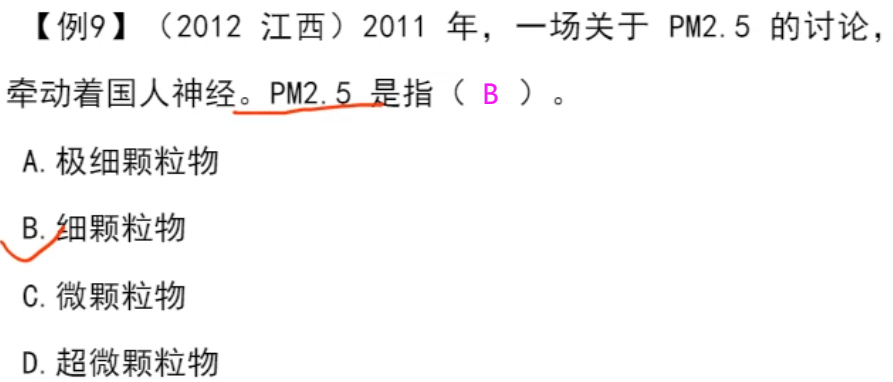 【例9】（2012 江西）2011 年，一场关于 PM2.5 的讨论，
牵动着国人神经。PM2.5 是指（ B ）。
A.极细颗粒物
B.细颗粒物
C.微颗粒物
D.超微颗粒物